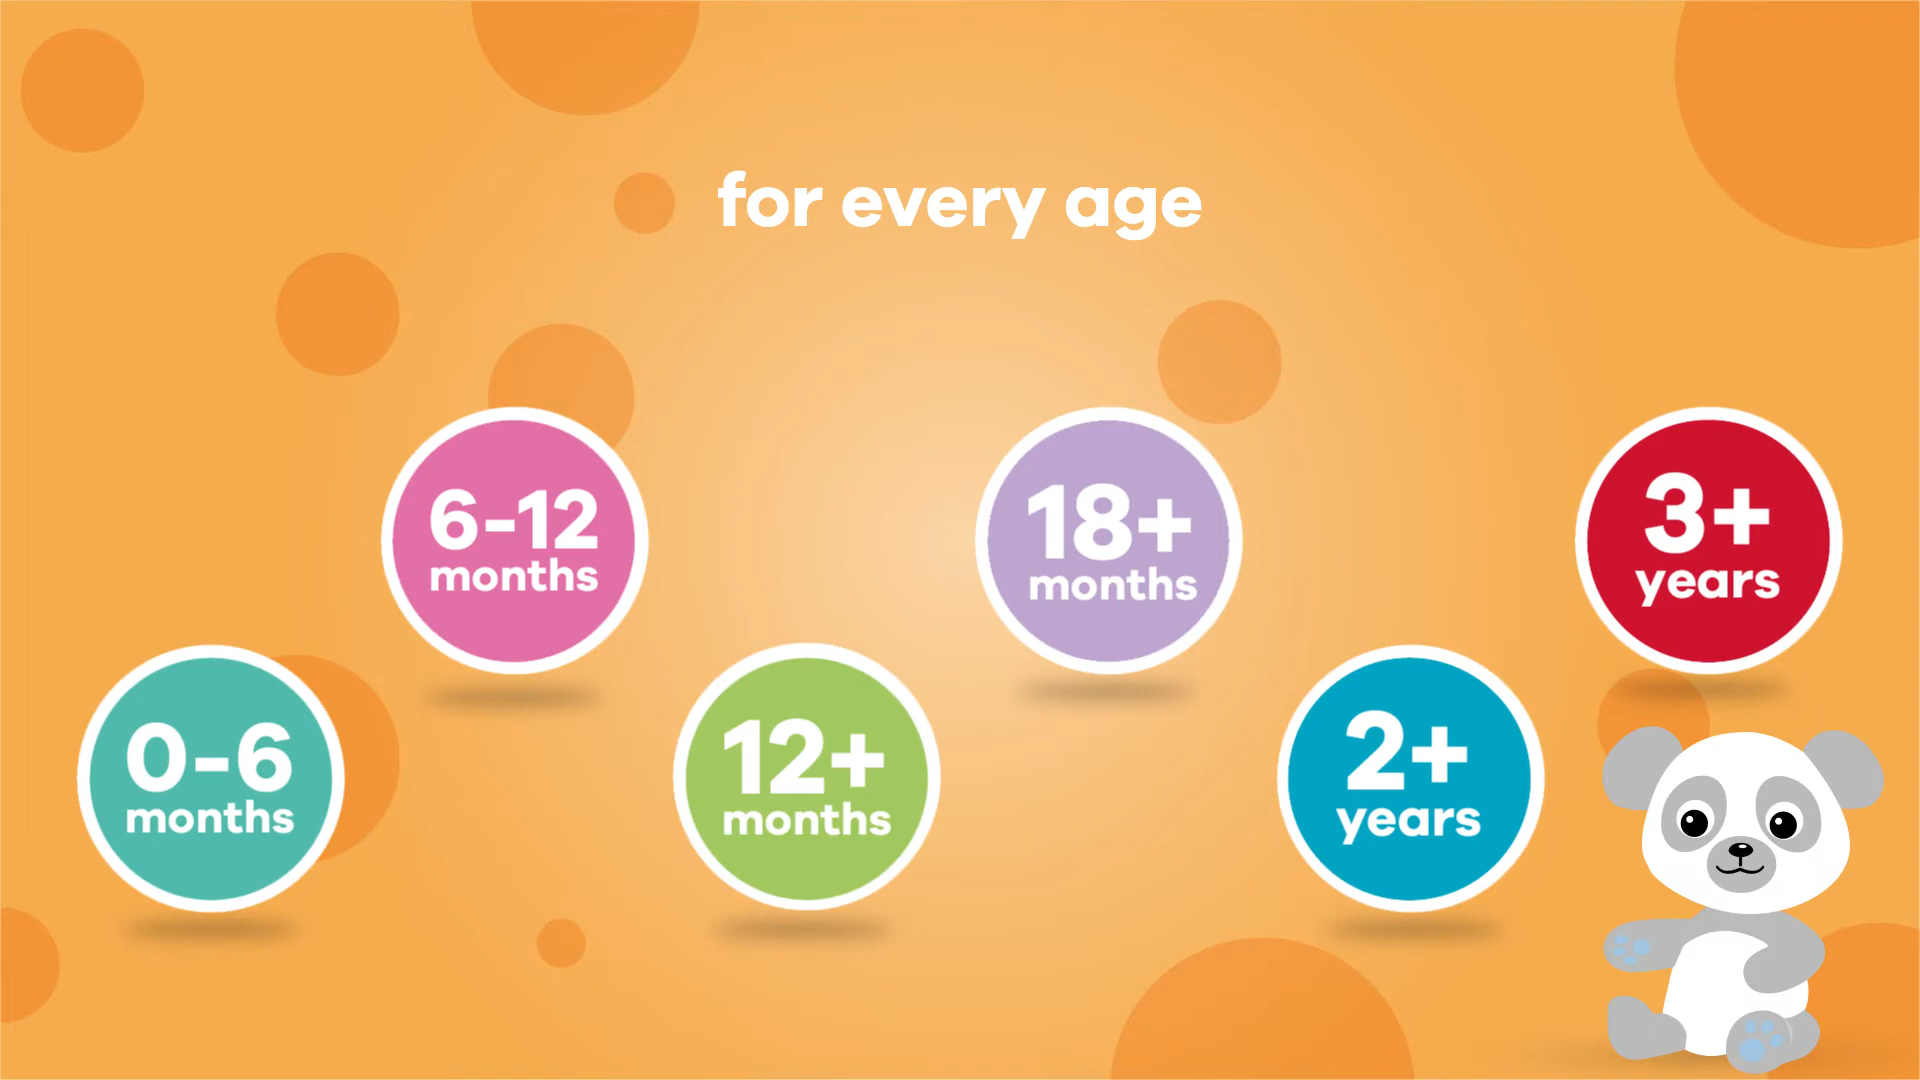 for every age
0-6
months
6-12
months
12+
months
18+
months
2+
years
3+
years